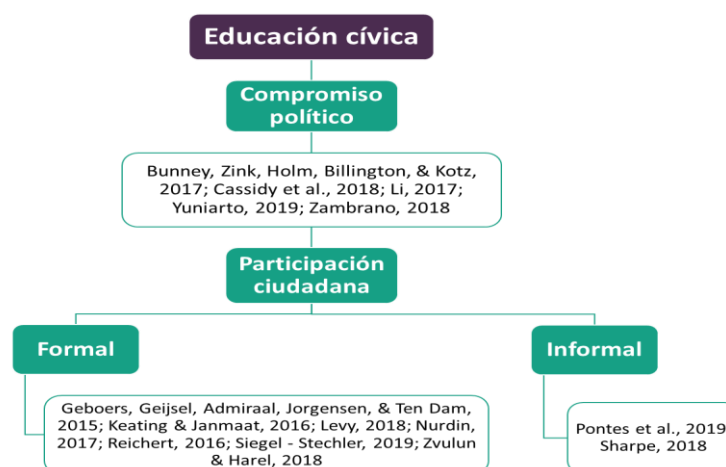 Educación cívica
Compromiso
político
Bunney, Zink, Holm, Billington, & Kotz,
2017; Cassidy et al., 2018; Li, 2017;
Yuniarto, 2019; Zambrano, 2018
Participación
ciudadana
Formal
Informal
Geboers, Geijsel, Admiraal, Jorgensen, & Ten Dam,
2015; Keating & Janmaat, 2016; Levy, 2018; Nurdin,
2017; Reichert, 2016; Siegel - Stechler, 2019; Zvulun
& Harel, 2018
Pontes et al., 2019
Sharpe, 2018